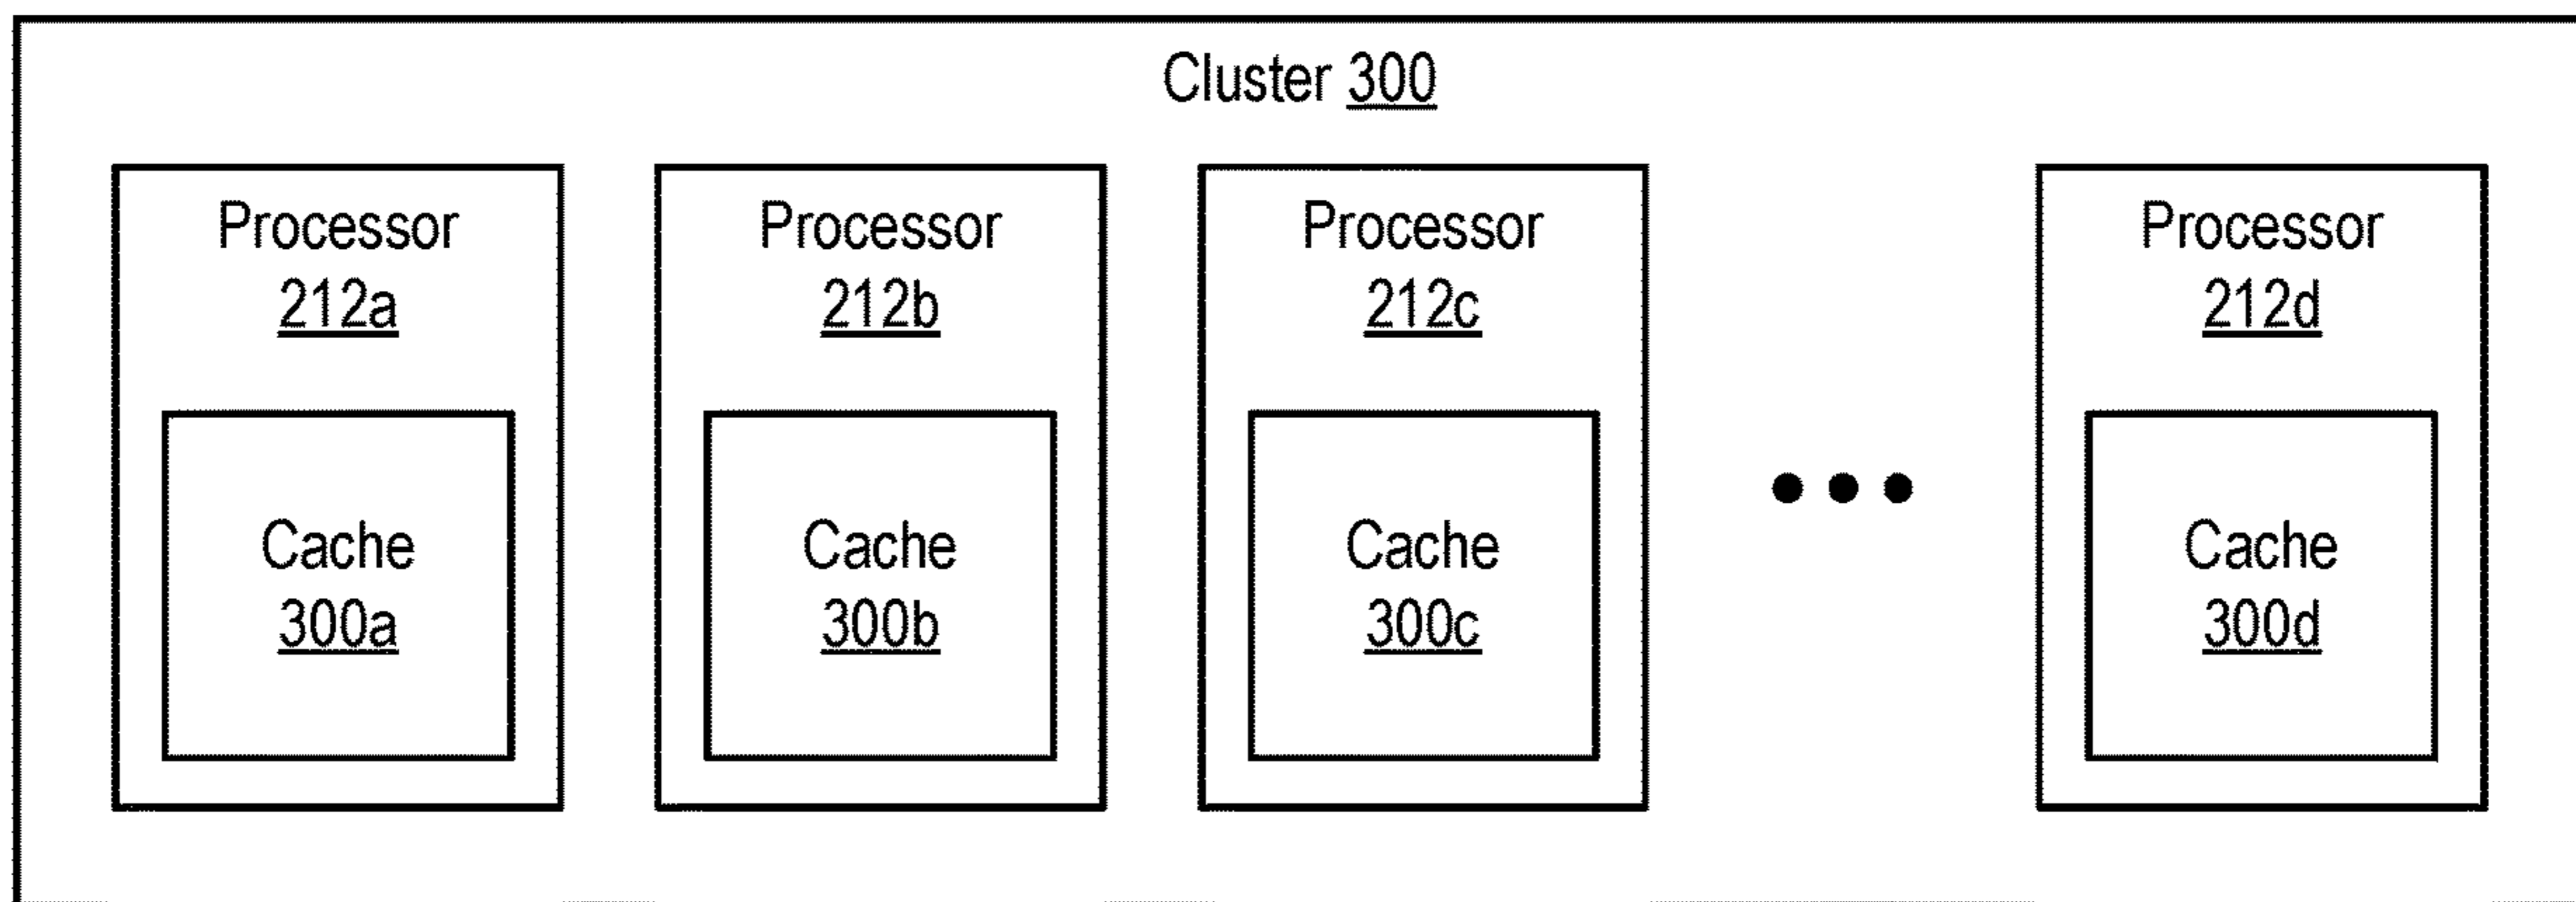 Cluster 300
Processor
212a
Cache
300a
Processor
212b
Cache
300b
Processor
212c
Cache
300c
Processor
212d
Cache
300d